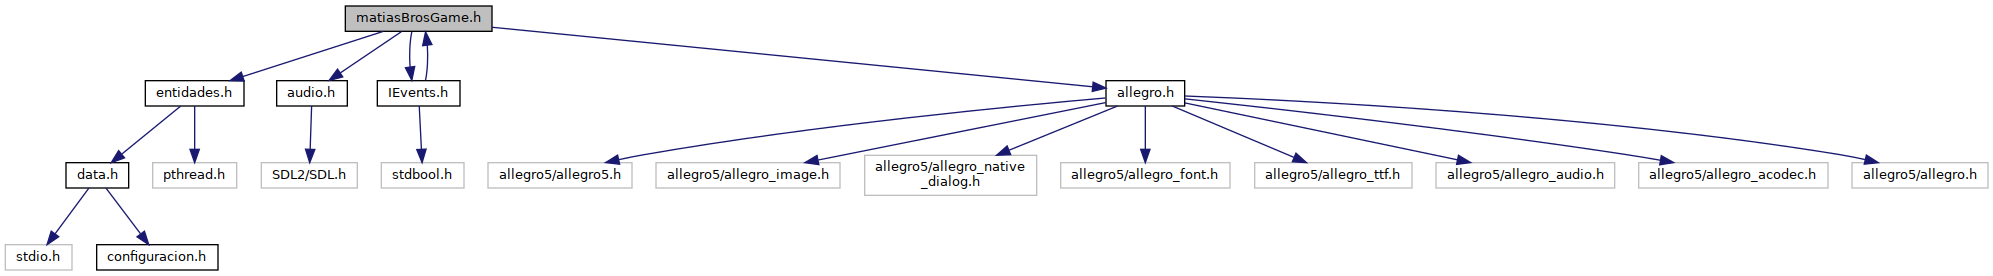 matiasBrosGame.h
entidades.h
audio.h
IEvents.h
allegro.h
data.h
pthread.h
SDL2/SDL.h
stdbool.h
allegro5/allegro5.h
allegro5/allegro_image.h
allegro5/allegro_native
_dialog.h
allegro5/allegro_font.h
allegro5/allegro_ttf.h
allegro5/allegro_audio.h
allegro5/allegro_acodec.h
allegro5/allegro.h
stdio.h
configuracion.h